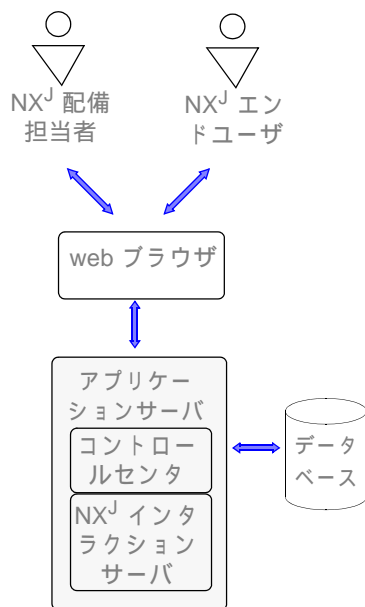 NXJ 配備
担当者
NXJ エン
ドユーザ
web ブラウザ
アプリケー
ションサーバ
コントロー
ルセンタ
NXJ インタ
ラクション
サーバ
データ
ベース